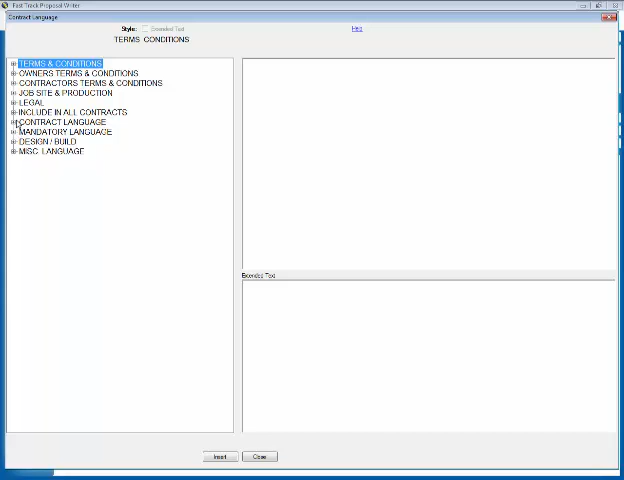 Fast Track Proposal Writer
Contract Language
Style: Extended Text Help
TERMS CONDITIONS
TERMS & CONDITIONS
OWNERS TERMS & CONDITIONS
CONTRACTORS TERMS & CONDITIONS
JOB SITE & PRODUCTION
LEGAL
INCLUDE IN ALL CONTRACTS
CONTRACT LANGUAGE
MANDATORY LANGUAGE
DESIGN / BUILD
MISC. LANGUAGE
Extended Text
Insert Close